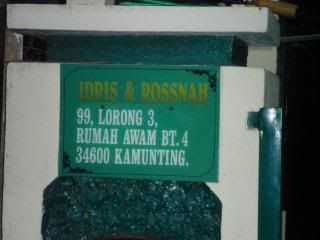 IDRIS & ROSSNAH
99, LORONG 3,
RUMAH AWAM BT. 4
34600 KAMUNTING.